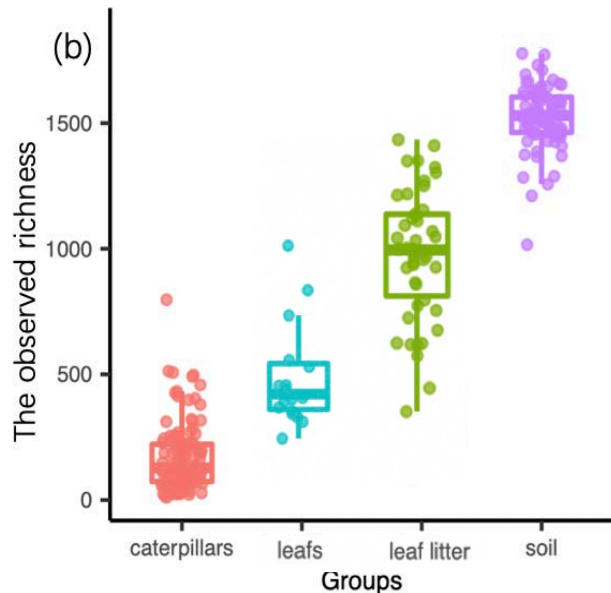 (b)
The observed richness
1500
1000
500
0
caterpillars leafs leaf litter soil
Groups